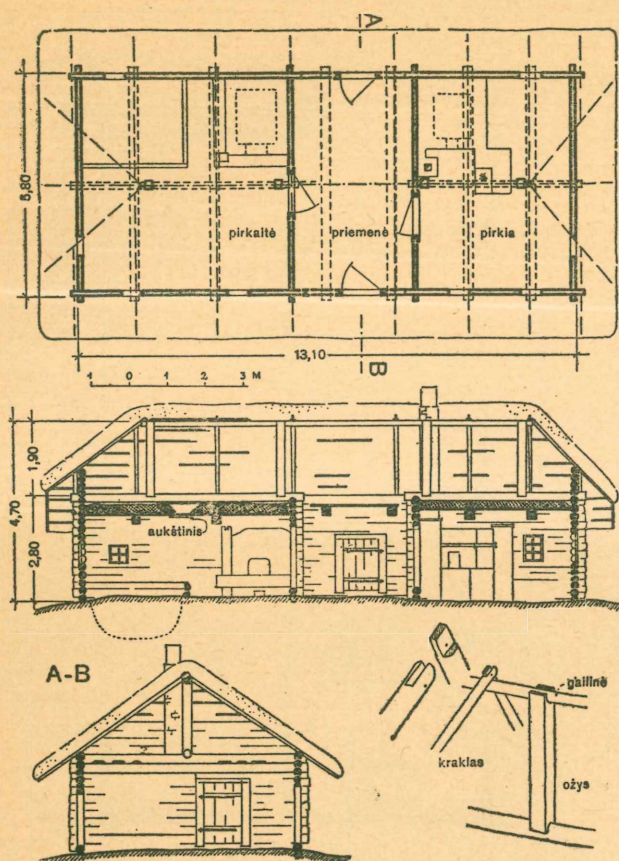 A
5,80
pirkaitė priemenė pirkia
13,10
B
1 0 1 2 3 M
4,70
1,90
2,80
aukštinis
A-B
gailinė
kraklas
ožys